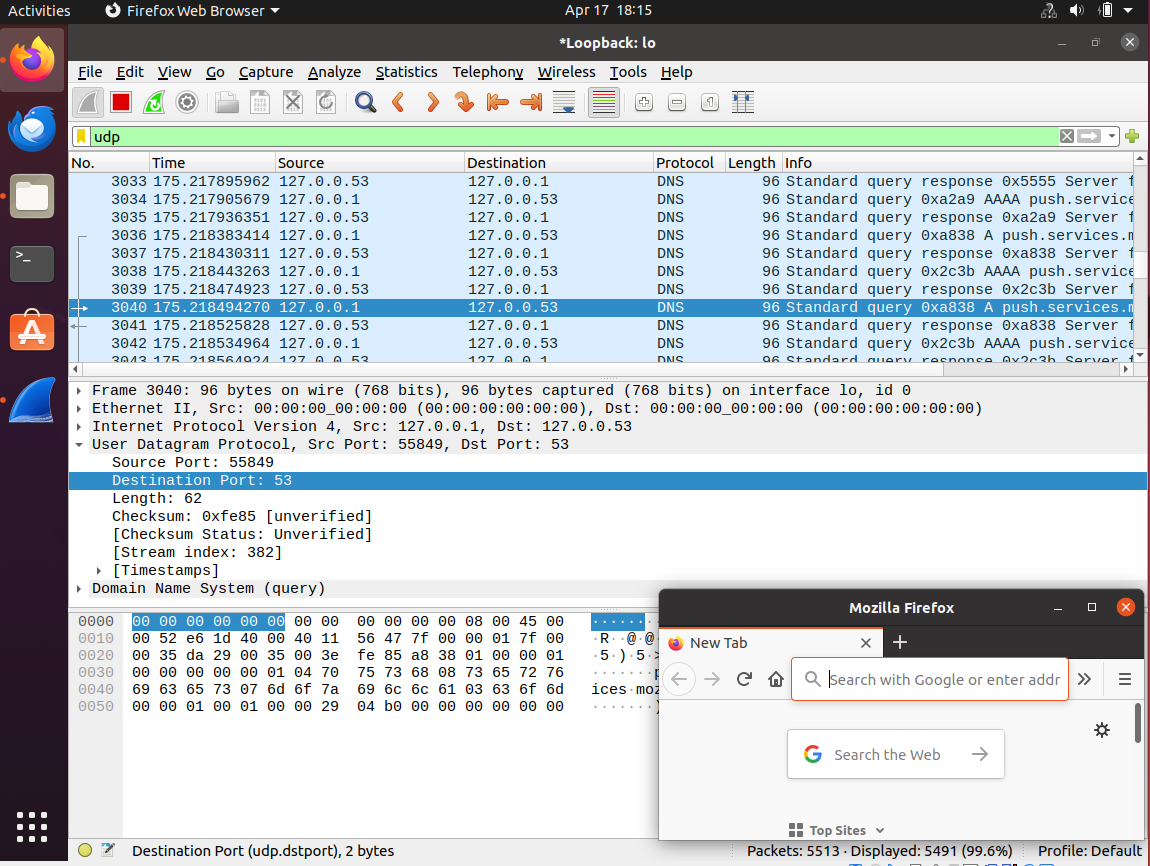 Activities
Firefox Web Browser
Apr 17 18:15
*Loopback: lo
File Edit View Go Capture Analyze Statistics Telephony Wireless Tools Help
udp
No. Time Source Destination Protocol Length Info
3033 175.217895962 127.0.0.53 127.0.0.1 DNS 96 Standard query response 0x5555 Server f
3034 175.217905679 127.0.0.1 127.0.0.53 DNS 96 Standard query 0xa2a9 AAAA push.service
3035 175.217936351 127.0.0.53 127.0.0.1 DNS 96 Standard query response 0xa2a9 Server f
3036 175.218383414 127.0.0.1 127.0.0.53 DNS 96 Standard query 0xa838 A push.services.m
3037 175.218430311 127.0.0.53 127.0.0.1 DNS 96 Standard query response 0xa838 Server f
3038 175.218443263 127.0.0.1 127.0.0.53 DNS 96 Standard query 0x2c3b AAAA push.service
3039 175.218474923 127.0.0.53 127.0.0.1 DNS 96 Standard query response 0x2c3b Server f
3040 175.218494270 127.0.0.1 127.0.0.53 DNS 96 Standard query 0xa838 A push.services.m
3041 175.218525828 127.0.0.53 127.0.0.1 DNS 96 Standard query response 0xa838 Server f
3042 175.218534964 127.0.0.1 127.0.0.53 DNS 96 Standard query 0x2c3b AAAA push.service
3043 175.218564924 127.0.0.53 127.0.0.1 DNS 96 Standard query response 0x2c3b Server f
Frame 3040: 96 bytes on wire (768 bits), 96 bytes captured (768 bits) on interface lo, id 0
Ethernet II, Src: 00:00:00_00:00:00 (00:00:00:00:00:00), Dst: 00:00:00_00:00:00 (00:00:00:00:00:00)
Internet Protocol Version 4, Src: 127.0.0.1, Dst: 127.0.0.53
User Datagram Protocol, Src Port: 55849, Dst Port: 53
Source Port: 55849
Destination Port: 53
Length: 62
Checksum: 0xfe85 [unverified]
[Checksum Status: Unverified]
[Stream index: 382]
[Timestamps]
Domain Name System (query)
0000 00 00 00 00 00 00 00 00 00 00 00 00 08 00 45 00 ········
0010 00 52 e6 1d 40 00 40 11 56 47 7f 00 00 01 7f 00 ·R··@·@·
0020 00 35 da 29 00 35 00 3e fe 85 a8 38 01 00 00 01 ·5·)·5·>
0030 00 00 00 00 00 01 04 70 75 73 68 08 73 65 72 76 ·······p
0040 69 63 65 73 07 6d 6f 7a 69 6c 6c 61 03 63 6f 6d ices·moz
0050 00 00 01 00 01 00 00 29 04 b0 00 00 00 00 00 00 ·······)
Mozilla Firefox
New Tab
Search with Google or enter addr
Search the Web
Top Sites
Destination Port (udp.dstport), 2 bytes
Packets: 5513 · Displayed: 5491 (99.6%)
Profile: Default